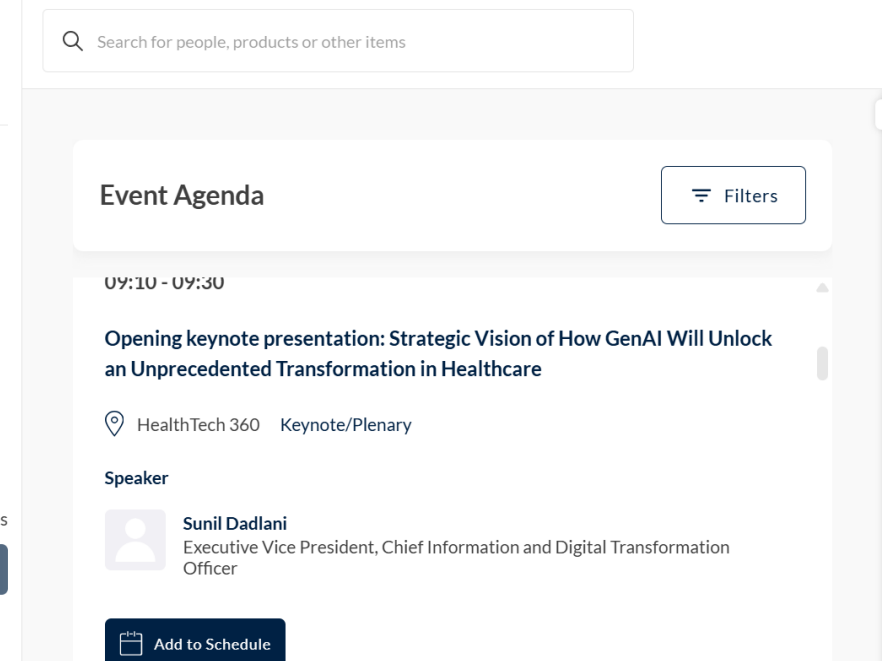 Search for people, products or other items
Event Agenda
Filters
09:10 - 09:30
Opening keynote presentation: Strategic Vision of How GenAI Will Unlock
an Unprecedented Transformation in Healthcare
HealthTech 360 Keynote/Plenary
Speaker
Sunil Dadlani
Executive Vice President, Chief Information and Digital Transformation
Officer
s
Add to Schedule